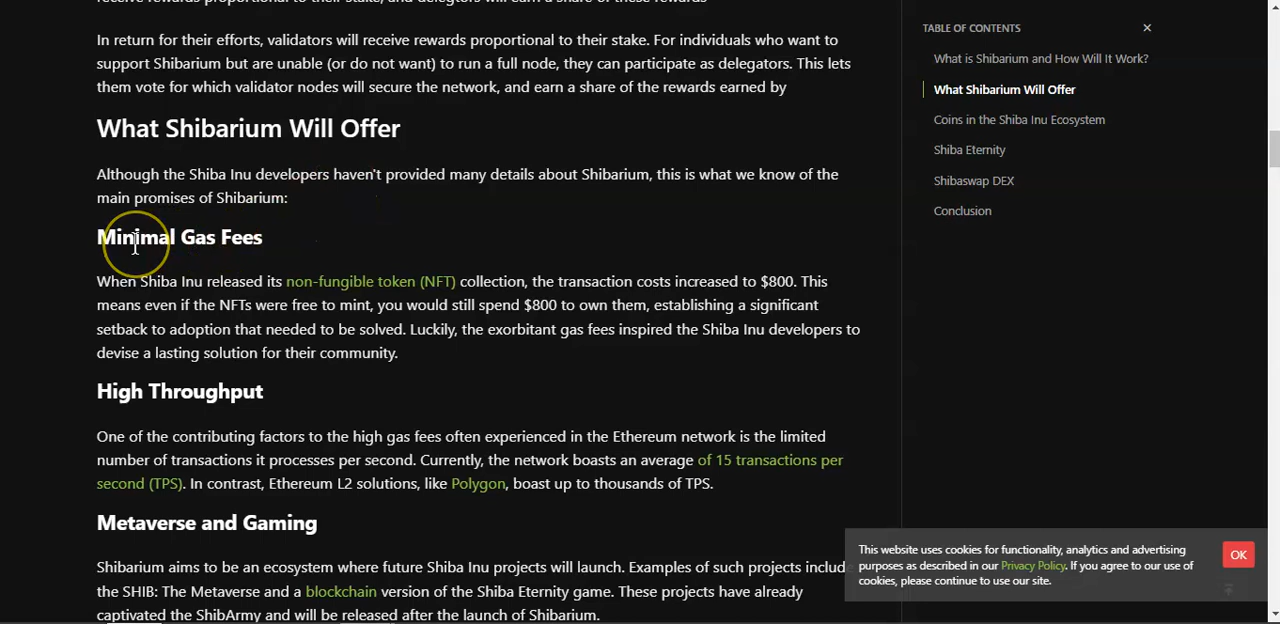 receive rewards proportional to their stake, and delegtors will earn a share of these rewards
In return for their efforts, validators will receive rewards proportional to their stake. For individuals who want to
support Shibarium but are unable (or do not want) to run a full node, they can participate as delegators. This lets
them vote for which validator nodes will secure the network, and earn a share of the rewards earned by
What Shibarium Will Offer
Although the Shiba Inu developers haven't provided many details about Shibarium, this is what we know of the
main promises of Shibarium:
Minimal Gas Fees
When Shiba Inu released its non-fungible token (NFT) collection, the transaction costs increased to $800. This
means even if the NFTs were free to mint, you would still spend $800 to own them, establishing a significant
setback to adoption that needed to be solved. Luckily, the exorbitant gas fees inspired the Shiba Inu developers to
devise a lasting solution for their community.
High Throughput
One of the contributing factors to the high gas fees often experienced in the Ethereum network is the limited
number of transactions it processes per second. Currently, the network boasts an average of 15 transactions per
second (TPS). In contrast, Ethereum L2 solutions, like Polygon, boast up to thousands of TPS.
Metaverse and Gaming
Shibarium aims to be an ecosystem where future Shiba Inu projects will launch. Examples of such projects include
the SHIB: The Metaverse and a blockchain version of the Shiba Eternity game. These projects have already
captivated the ShibArmy and will be released after the launch of Shibarium.
TABLE OF CONTENTS
What is Shibarium and How Will It Work?
What Shibarium Will Offer
Coins in the Shiba Inu Ecosystem
Shiba Eternity
Shibaswap DEX
Conclusion
This website uses cookies for functionality, analytics and advertising
purposes as described in our Privacy Policy. If you agree to our use of
cookies, please continue to use our site.
OK